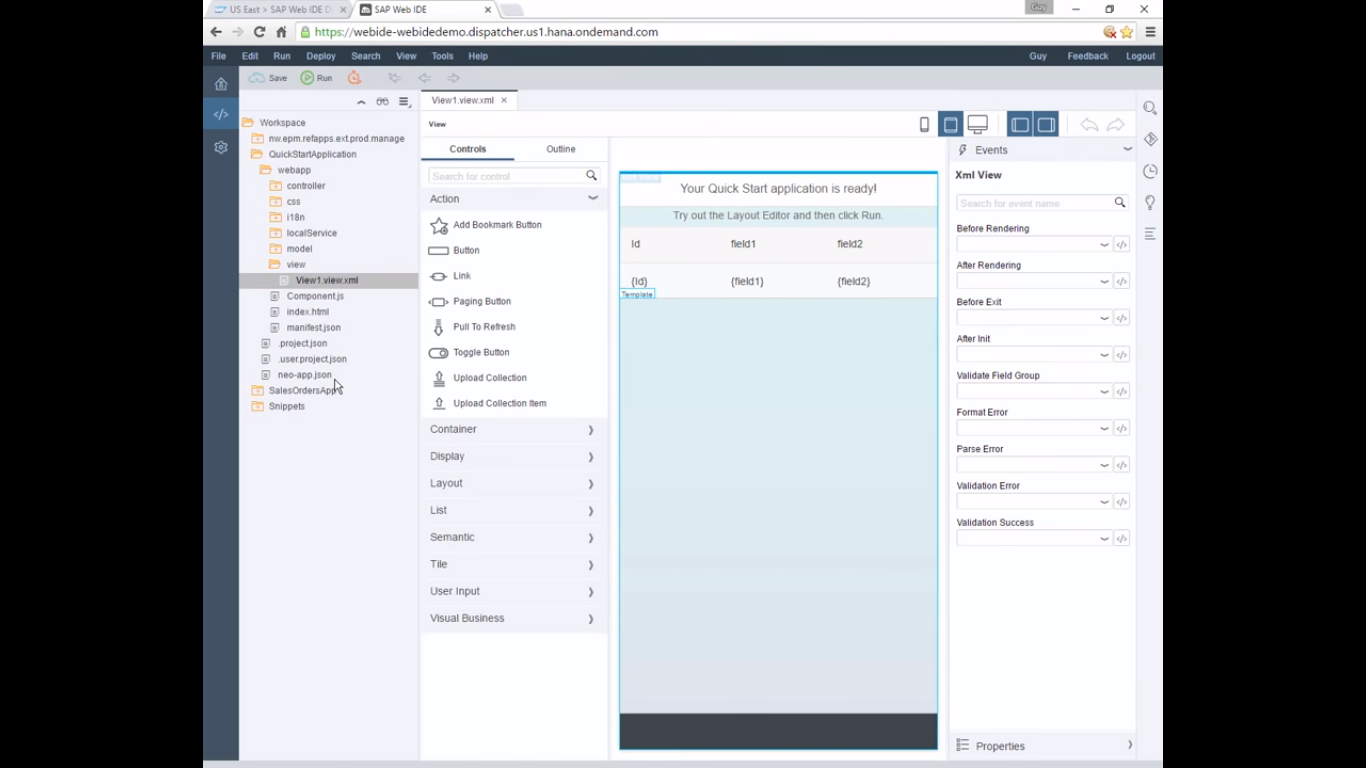 US East > SAP Web IDE D
SAP Web IDE
Guy
https://webide-webidedemo.dispatcher.us1.hana.ondemand.com
File Edit Run Deploy Search View Tools Help
Guy Feedback Logout
Save Run
View1.view.xml
View
Workspace
nw.epm.refapps.ext.prod.manage
QuickStartApplication
webapp
controller
css
i18n
localService
model
view
View1.view.xml
Component.js
index.html
manifest.json
.project.json
.user.project.json
neo-app.json
SalesOrdersApp
Snippets
Controls Outline
Search for control
Action
Add Bookmark Button
Button
Link
Paging Button
Pull To Refresh
Toggle Button
Upload Collection
Upload Collection Item
Container
Display
Layout
List
Semantic
Tile
User Input
Visual Business
Your Quick Start application is ready!
Try out the Layout Editor and then click Run.
Id field1 field2
{Id} {field1} {field2}
Template
Events
Xml View
Search for event name
Before Rendering
After Rendering
Before Exit
After Init
Validate Field Group
Format Error
Parse Error
Validation Error
Validation Success
Properties